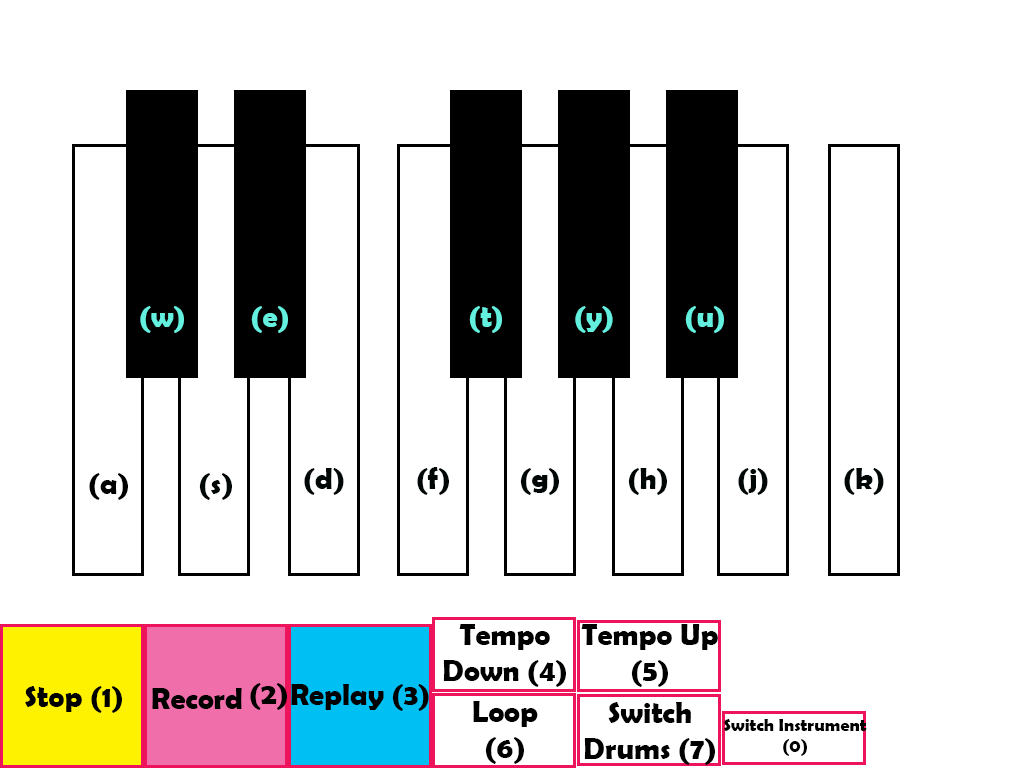 (w) (e) (t) (y) (u)
(a) (s) (d) (f) (g) (h) (j) (k)
Stop (1)
Record (2)
Replay (3)
Tempo
Down (4)
Tempo Up
(5)
Loop
(6)
Switch
Drums (7)
Switch Instrument
(0)